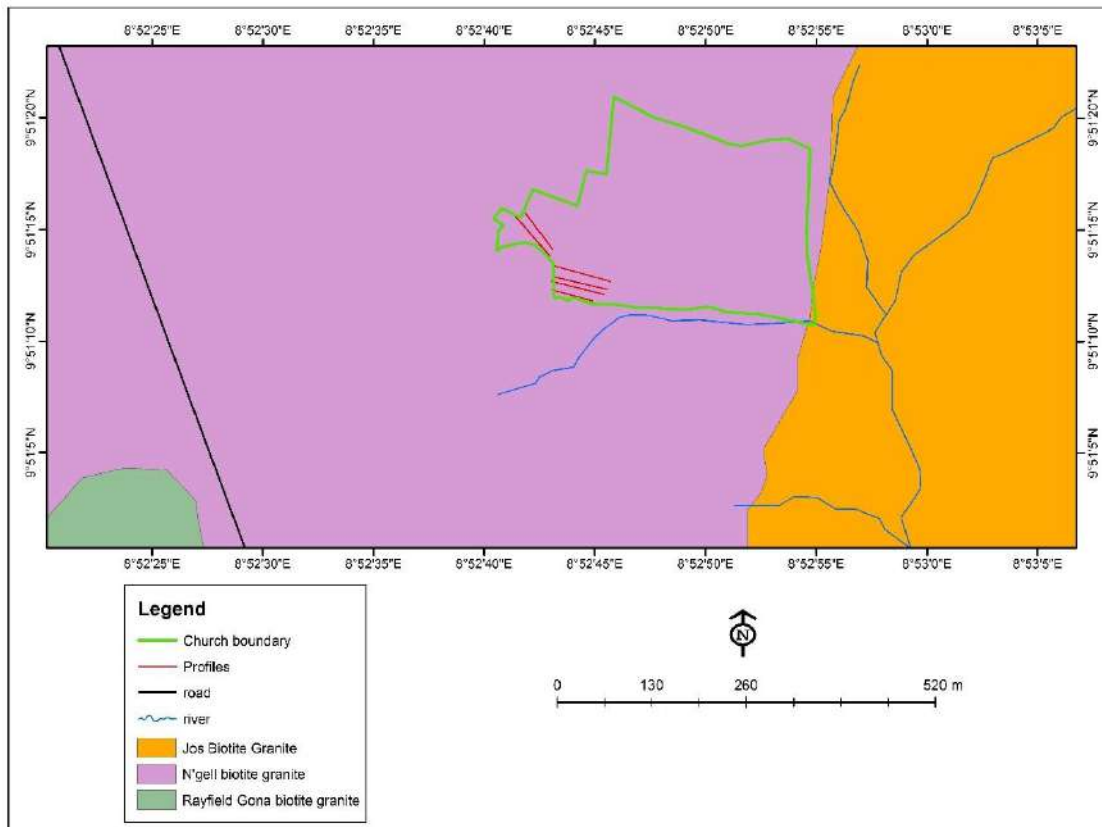 8°52'25"E 8°52'30"E 8°52'35"E 8°52'40"E 8°52'45"E 8°52'50"E 8°52'55"E 8°53'0"E 8°53'5"E
9°51'20"N 9°51'20"N
9°51'15"N 9°51'15"N
9°51'10"N 9°51'10"N
9°51'5"N 9°51'5"N
8°52'25"E 8°52'30"E 8°52'35"E 8°52'40"E 8°52'45"E 8°52'50"E 8°52'55"E 8°53'0"E 8°53'5"E
Legend
Church boundary
Profiles
road
river
Jos Biotite Granite
N'gell biotite granite
Rayfield Gona biotite granite
N
0 130 260 520 m